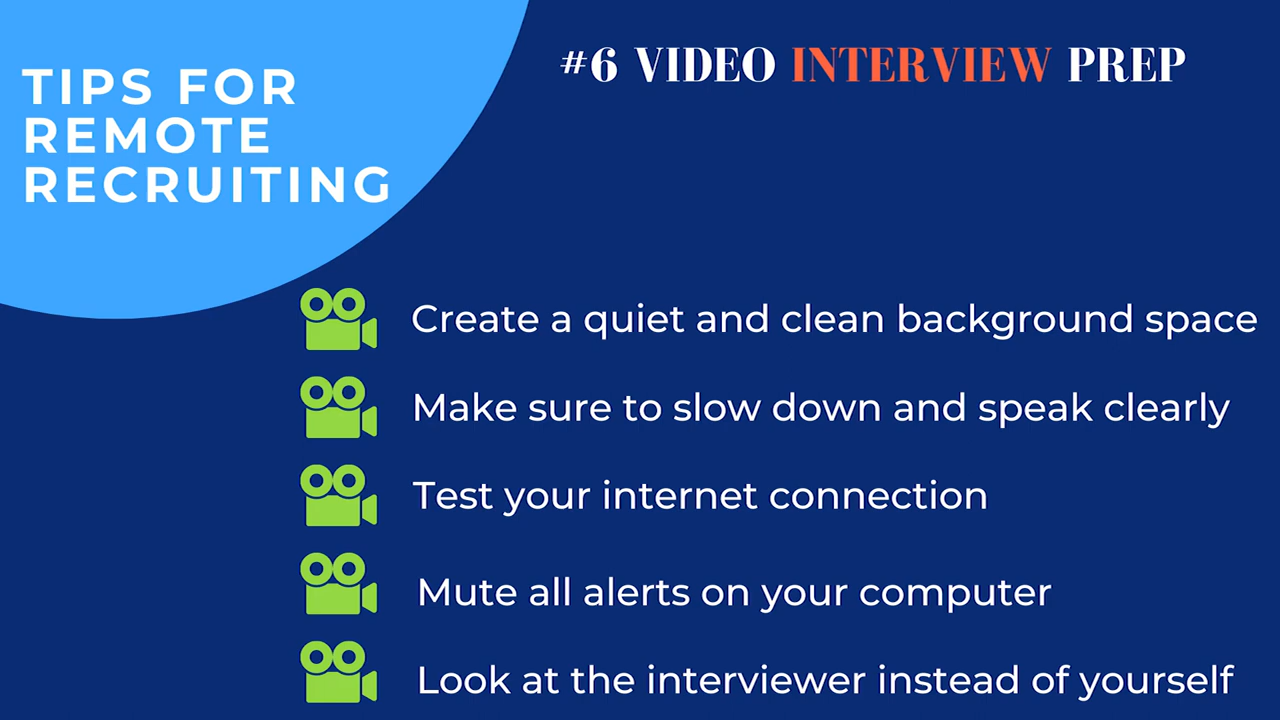 TIPS FOR
REMOTE
RECRUITING
#6 VIDEO INTERVIEW PREP
Create a quiet and clean background space
Make sure to slow down and speak clearly
Test your internet connection
Mute all alerts on your computer
Look at the interviewer instead of yourself